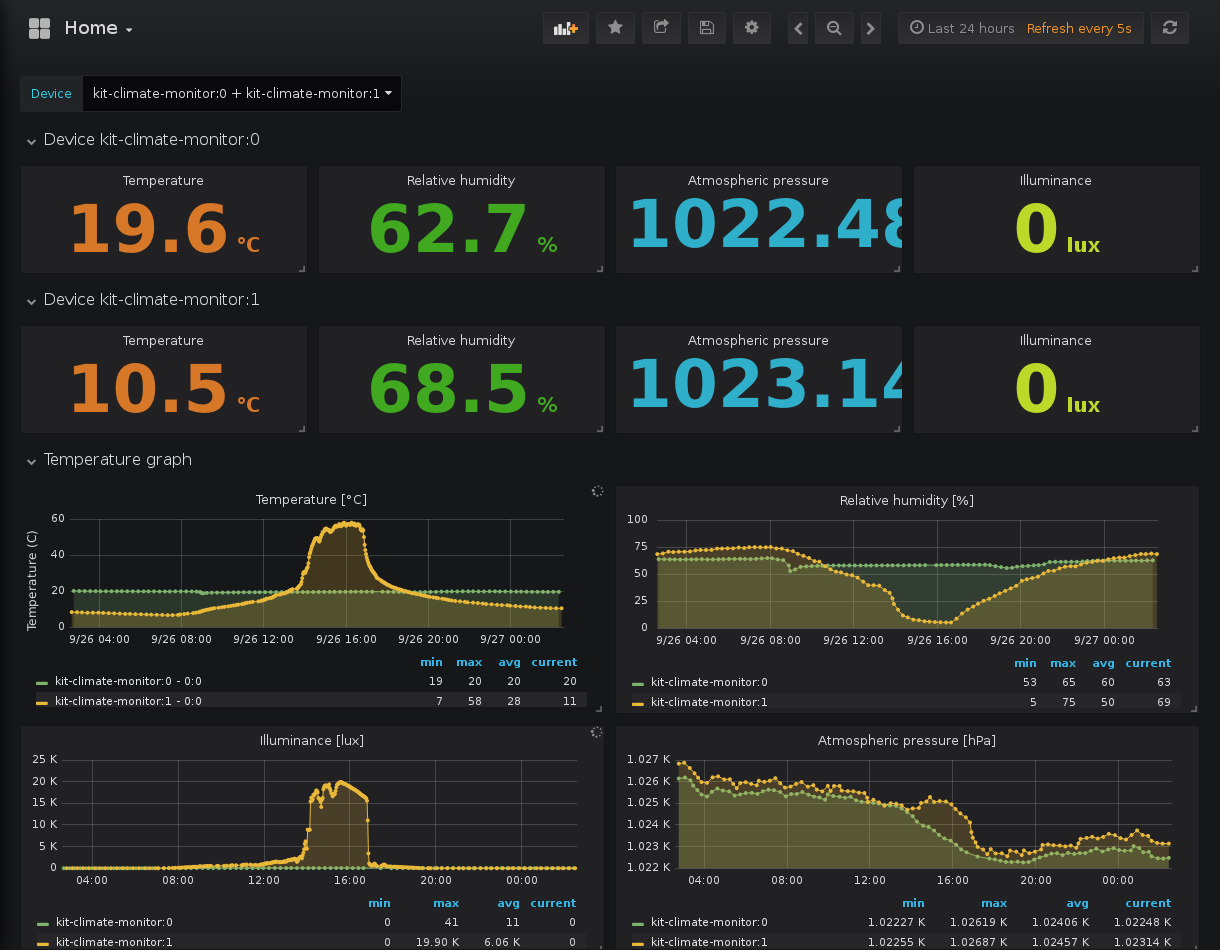 Home
Last 24 hours Refresh every 5s
Device kit-climate-monitor:0 + kit-climate-monitor:1
Device kit-climate-monitor:0
Temperature Relative humidity Atmospheric pressure Illuminance
19.6 °C 62.7 % 1022.48 0 lux
Device kit-climate-monitor:1
Temperature Relative humidity Atmospheric pressure Illuminance
10.5 °C 68.5 % 1023.14 0 lux
Temperature graph
Temperature [°C]
Temperature (C)
60
40
20
0
9/26 04:00 9/26 08:00 9/26 12:00 9/26 16:00 9/26 20:00 9/27 00:00
min max avg current
kit-climate-monitor:0 - 0:0 19 20 20 20
kit-climate-monitor:1 - 0:0 7 58 28 11
Relative humidity [%]
100
75
50
25
0
9/26 04:00 9/26 08:00 9/26 12:00 9/26 16:00 9/26 20:00 9/27 00:00
min max avg current
kit-climate-monitor:0 53 65 60 63
kit-climate-monitor:1 5 75 50 69
Illuminance [lux]
25 K
20 K
15 K
10 K
5 K
0
04:00 08:00 12:00 16:00 20:00 00:00
min max avg current
kit-climate-monitor:0 0 41 11 0
kit-climate-monitor:1 0 19.90 K 6.06 K 0
Atmospheric pressure [hPa]
1.027 K
1.026 K
1.025 K
1.024 K
1.023 K
1.022 K
04:00 08:00 12:00 16:00 20:00 00:00
min max avg current
kit-climate-monitor:0 1.02227 K 1.02619 K 1.02406 K 1.02248 K
kit-climate-monitor:1 1.02255 K 1.02687 K 1.02457 K 1.02314 K